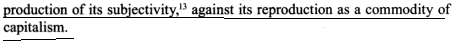 production of its subjectivity,¹³ against its reproduction as a commodity of
capitalism.